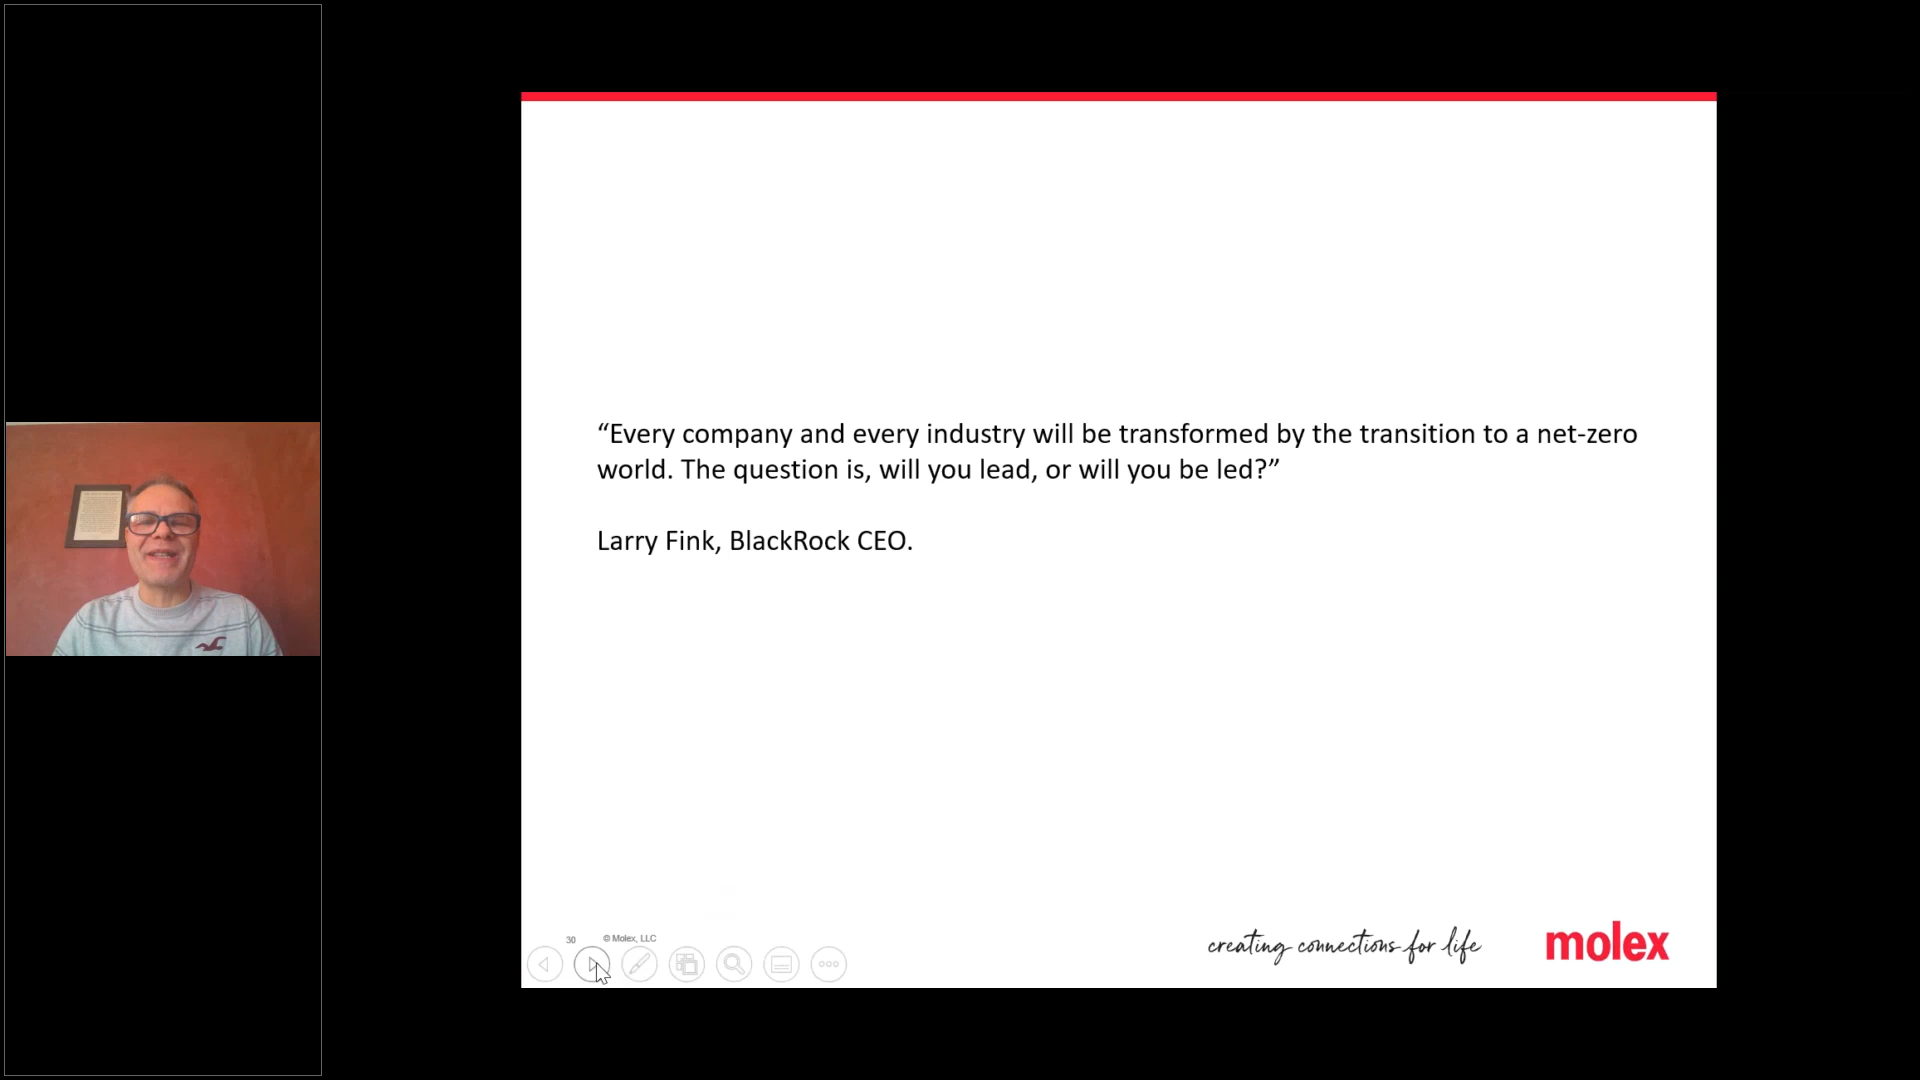 “Every company and every industry will be transformed by the transition to a net-zero
world. The question is, will you lead, or will you be led?”
Larry Fink, BlackRock CEO.
30
© Molex, LLC
creating connections for life
molex